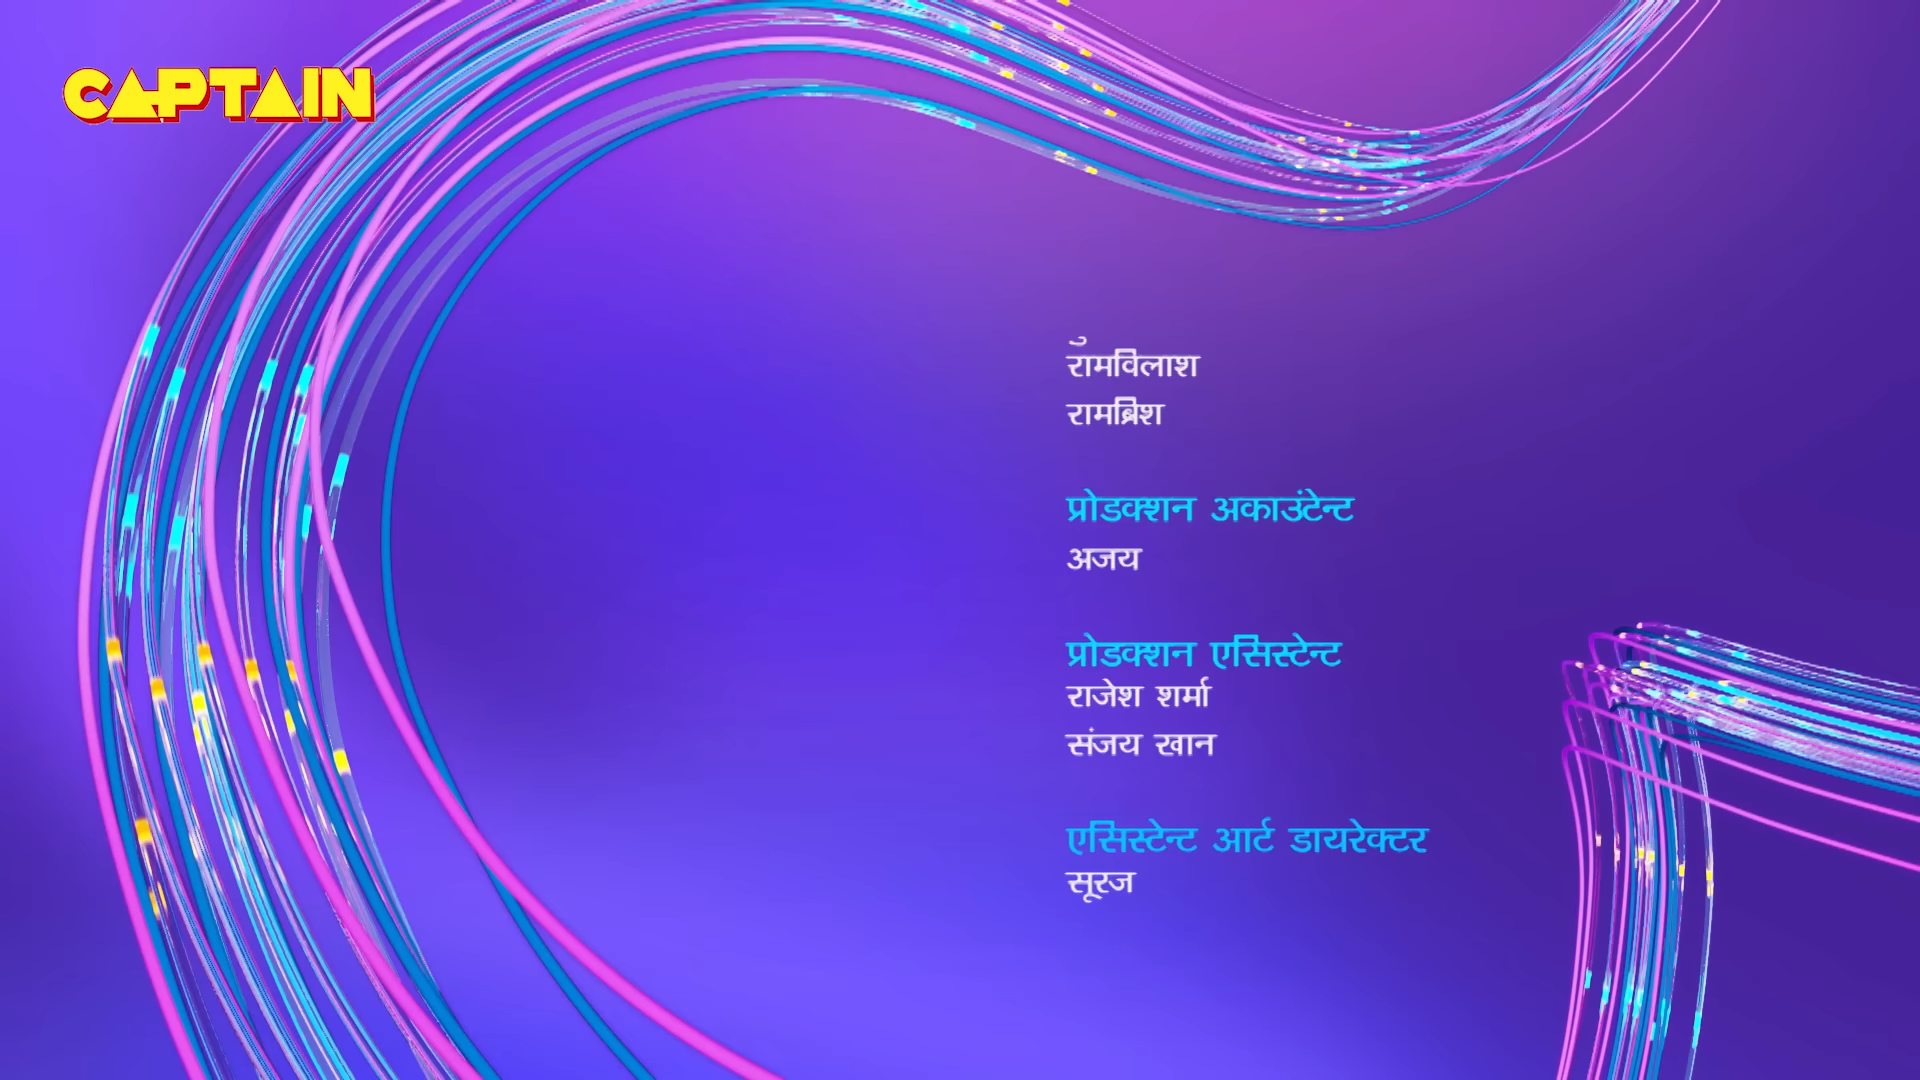 CAPTAIN
रामविलाश
रामब्रिश
प्रोडक्शन अकाउंटेन्ट
अजय
प्रोडक्शन एसिस्टेन्ट
राजेश शर्मा
संजय खान
एसिस्टेन्ट आर्ट डायरेक्टर
सूरज